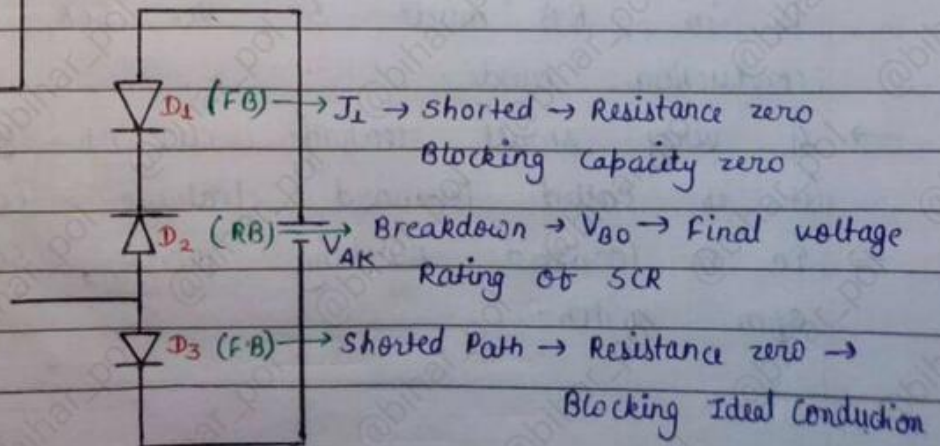 D1 (FB) → J1 → Shorted → Resistance zero
Blocking Capacity zero
D2 (RB) → Breakdown → VBO → Final voltage
VAK
Rating of SCR
D3 (F·B) → Shorted Path → Resistance zero →
Blocking Ideal Conduction